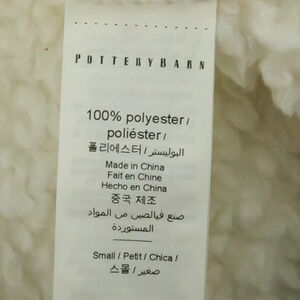 POTTERYBARN
100% polyester /
poliéster /
폴리에스터 / البوليستر
Made in China
Fait en Chine
Hecho en China
중국 제조
صنع في الصين من المواد
المستوردة
Small / Petit / Chica /
스몰 / صغير